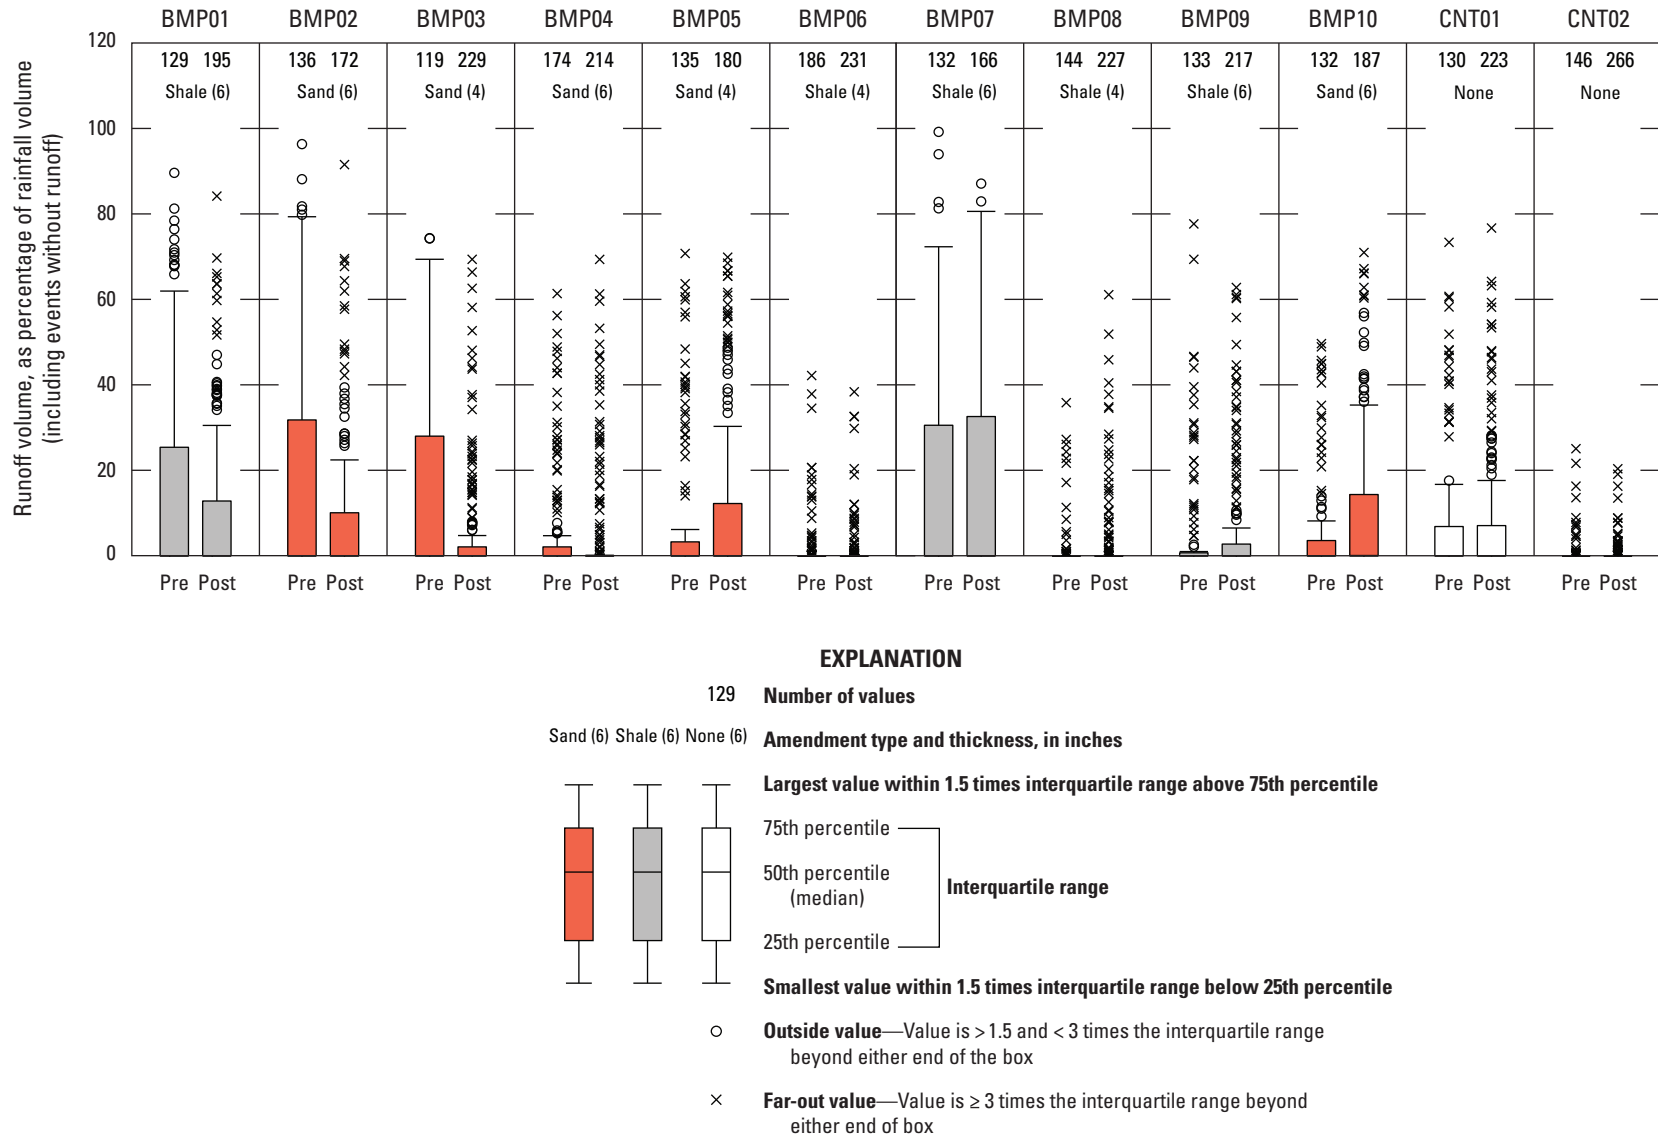 BMP01 BMP02 BMP03 BMP04 BMP05 BMP06 BMP07 BMP08 BMP09 BMP10 CNT01 CNT02
120
129 195 136 172 119 229 174 214 135 180 186 231 132 166 144 227 133 217 132 187 130 223 146 266
Shale (6) Sand (6) Sand (4) Sand (6) Sand (4) Shale (4) Shale (6) Shale (4) Shale (6) Sand (6) None None
100
80
60
40
20
0
Runoff volume, as percentage of rainfall volume
(including events without runoff)
Pre Post Pre Post Pre Post Pre Post Pre Post Pre Post Pre Post Pre Post Pre Post Pre Post Pre Post Pre Post
EXPLANATION
129 Number of values
Sand (6) Shale (6) None (6) Amendment type and thickness, in inches
Largest value within 1.5 times interquartile range above 75th percentile
75th percentile
50th percentile
(median)
Interquartile range
25th percentile
Smallest value within 1.5 times interquartile range below 25th percentile
Outside value—Value is > 1.5 and < 3 times the interquartile range
beyond either end of the box
Far-out value—Value is ≥ 3 times the interquartile range beyond
either end of box